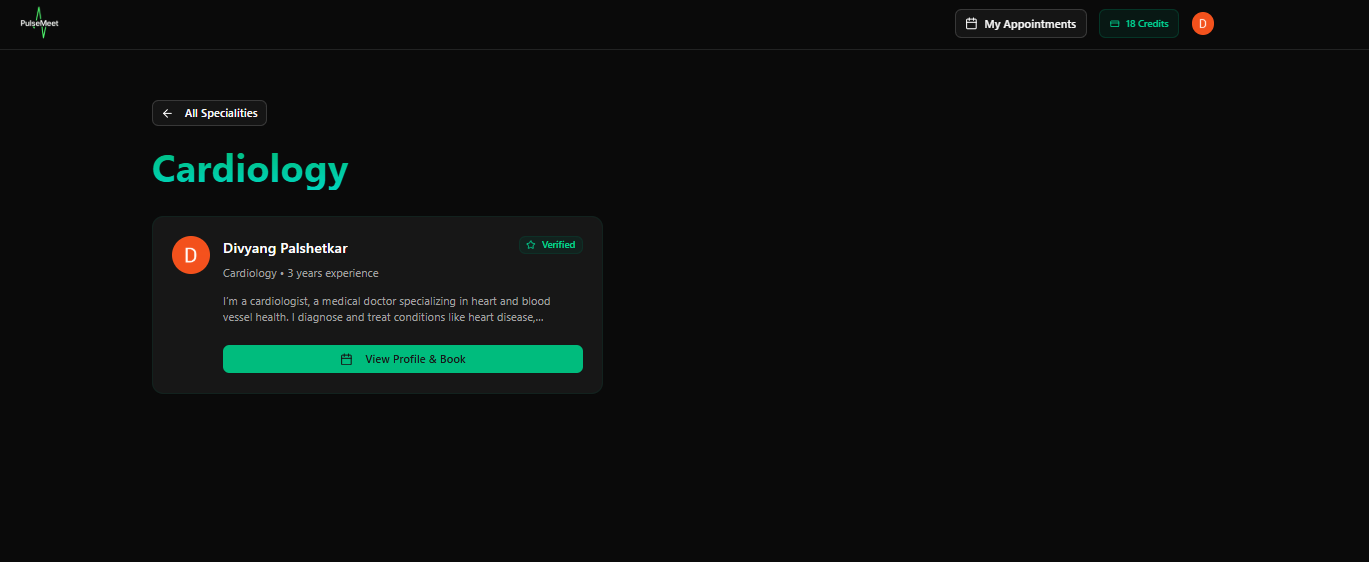 PulseMeet
My Appointments
18 Credits
D
All Specialities
Cardiology
D
Divyang Palshetkar
Verified
Cardiology • 3 years experience
I'm a cardiologist, a medical doctor specializing in heart and blood
vessel health. I diagnose and treat conditions like heart disease,...
View Profile & Book